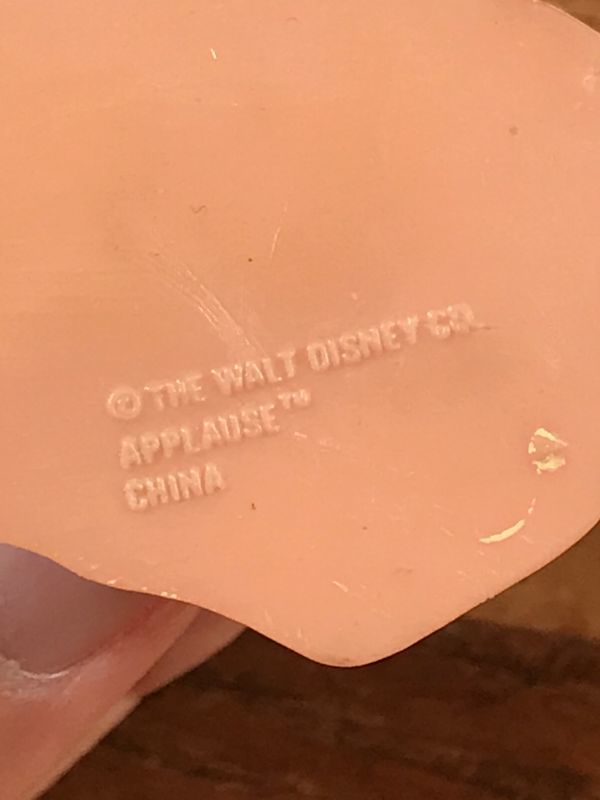 © THE WALT DISNEY CO.
APPLAUSE™
CHINA